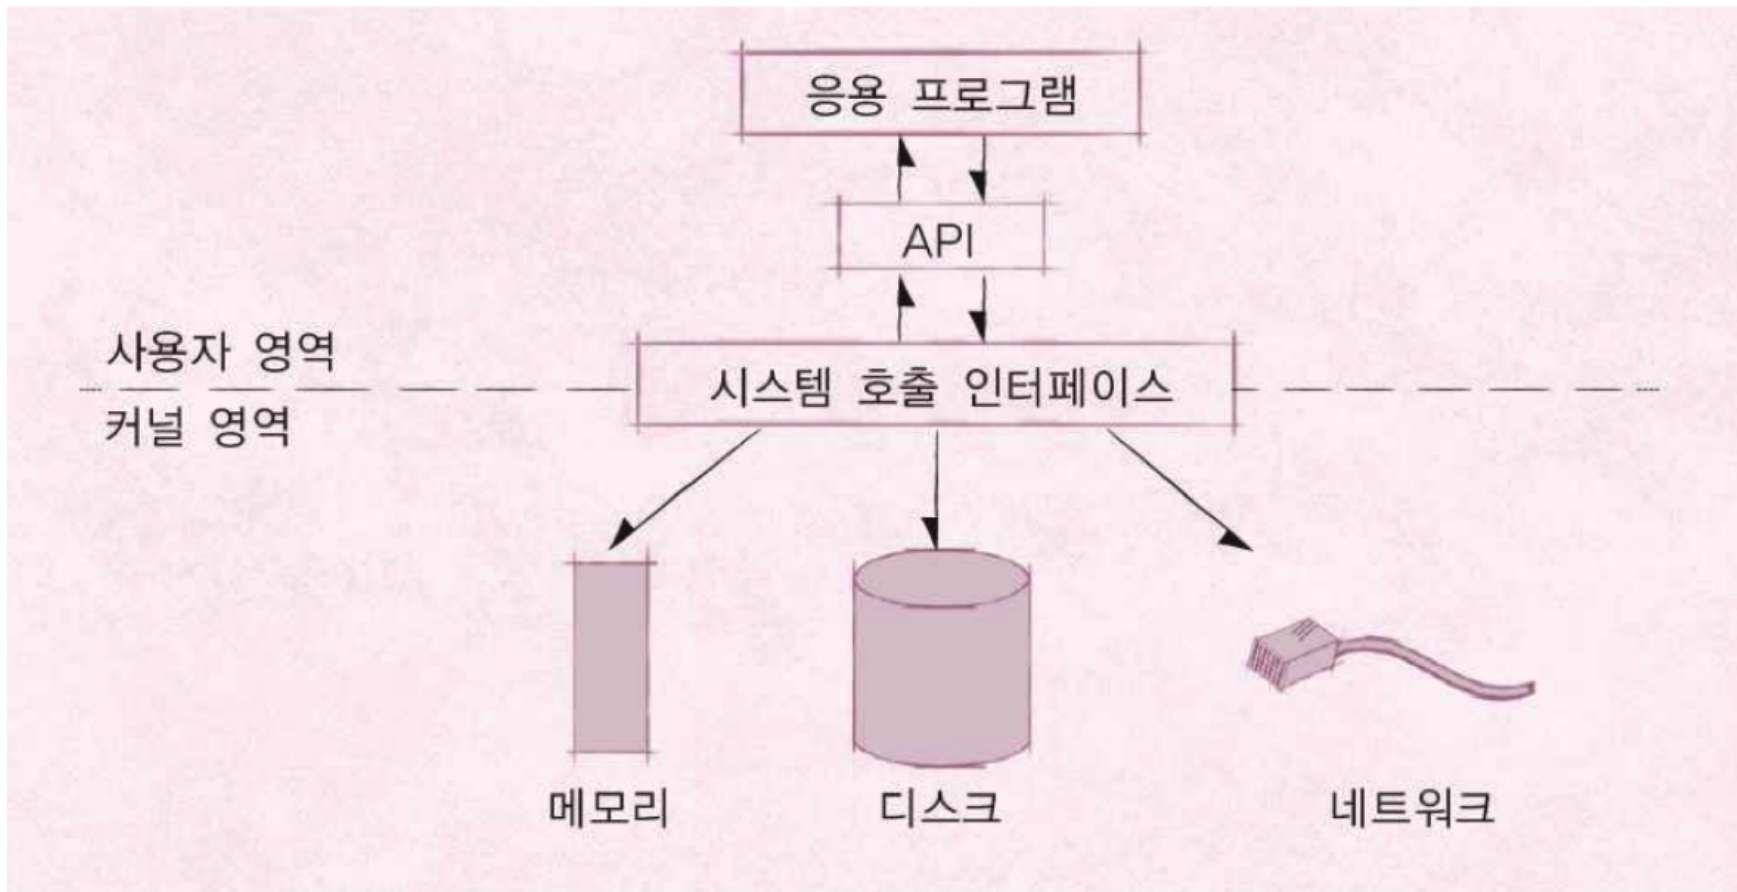 응용 프로그램
API
사용자 영역
시스템 호출 인터페이스
커널 영역
메모리
디스크
네트워크